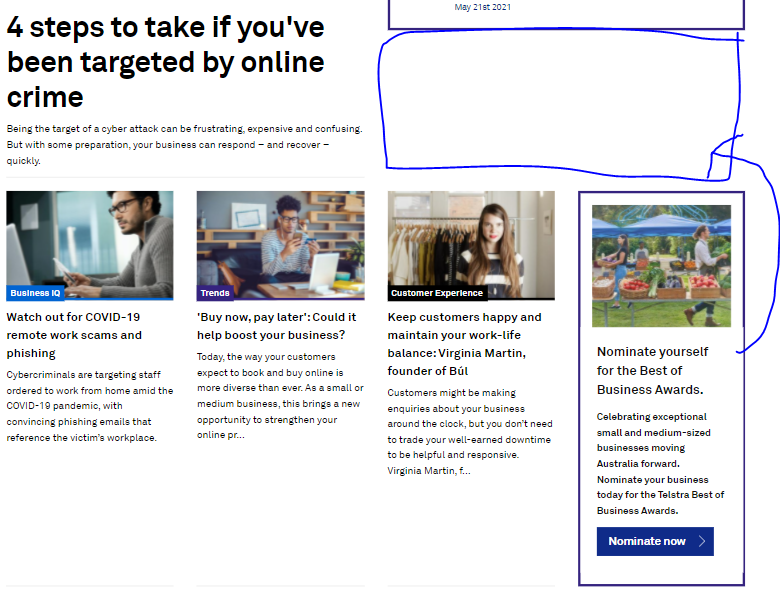 May 21st 2021
4 steps to take if you've
been targeted by online
crime
Being the target of a cyber attack can be frustrating, expensive and confusing.
But with some preparation, your business can respond – and recover –
quickly.
Business IQ
Watch out for COVID-19
remote work scams and
phishing
Cybercriminals are targeting staff
ordered to work from home amid the
COVID-19 pandemic, with
convincing phishing emails that
reference the victim's workplace.
Trends
'Buy now, pay later': Could it
help boost your business?
Today, the way your customers
expect to book and buy online is
more diverse than ever. As a small or
medium business, this brings a new
opportunity to strengthen your
online pr...
Customer Experience
Keep customers happy and
maintain your work-life
balance: Virginia Martin,
founder of Búl
Customers might be making
enquiries about your business
around the clock, but you don't need
to trade your well-earned downtime
to be helpful and responsive.
Virginia Martin, f...
Nominate yourself
for the Best of
Business Awards.
Celebrating exceptional
small and medium-sized
businesses moving
Australia forward.
Nominate your business
today for the Telstra Best of
Business Awards.
Nominate now